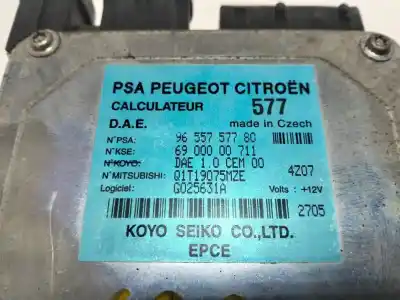 PSA PEUGEOT CITROËN
CALCULATEUR 577
D.A.E. made in Czech
N°PSA: 96 557 577 80
N°KSE: 69 000 00 711
N°KOYO: DAE 1.0 CEM 00
N°MITSUBISHI: Q1T19075MZE 4Z07
Logiciel: G025631A Volts : +12V
2705
KOYO SEIKO CO.,LTD.
EPCE